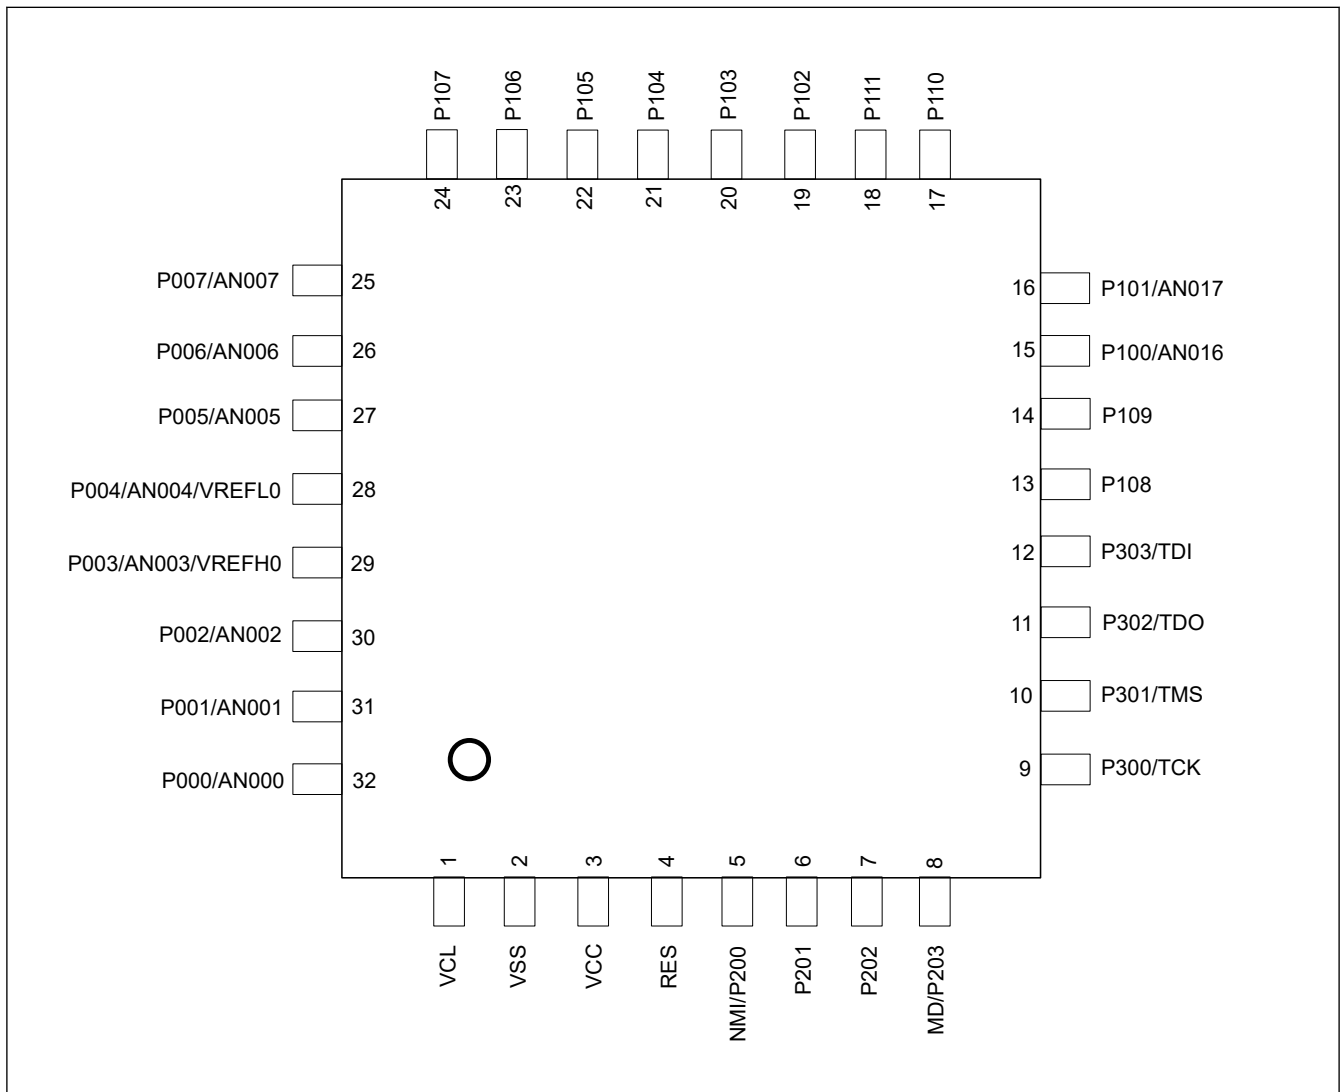 P107
P106
P105
P104
P103
P102
P111
P110
24
23
22
21
20
19
18
17
P007/AN007
25
16
P101/AN017
P006/AN006
26
15
P100/AN016
P005/AN005
27
14
P109
P004/AN004/VREFL0
28
13
P108
P003/AN003/VREFH0
29
12
P303/TDI
P002/AN002
30
11
P302/TDO
P001/AN001
31
10
P301/TMS
P000/AN000
32
9
P300/TCK
1
2
3
4
5
6
7
8
VCL
VSS
VCC
RES
NMI/P200
P201
P202
MD/P203